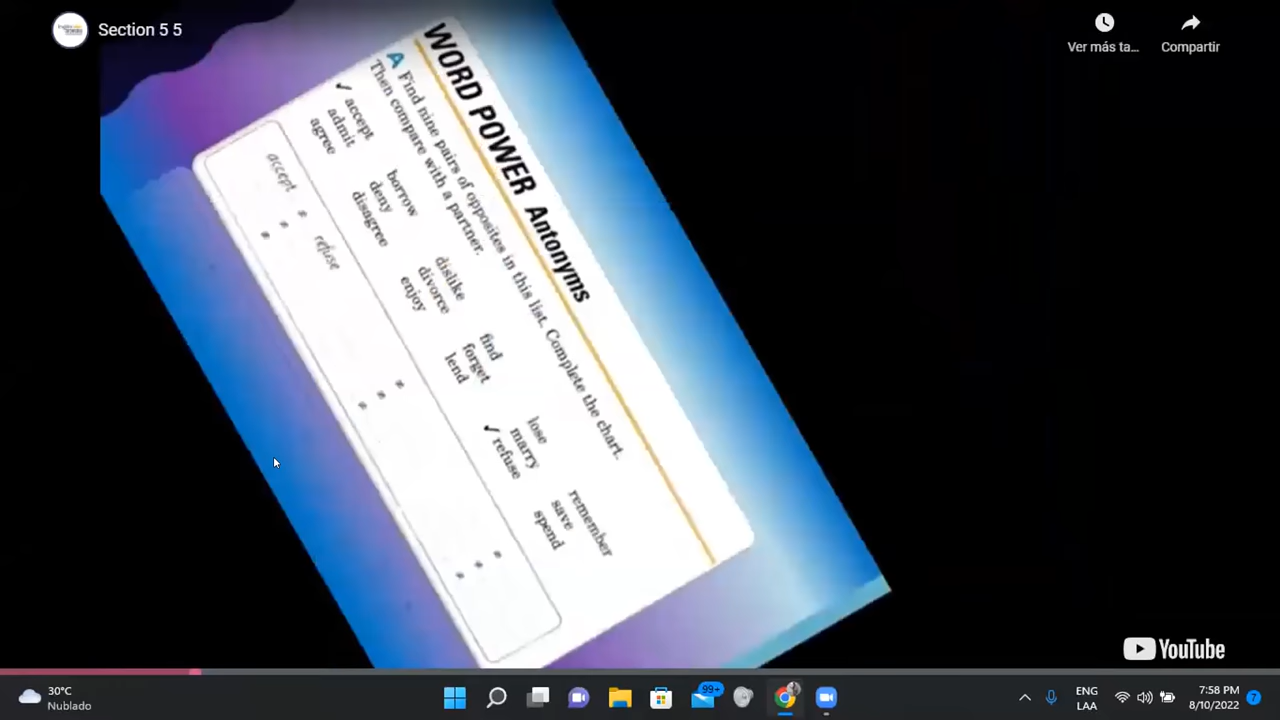 Section 5 5
Ver más ta...
Compartir
WORD POWER Antonyms
A Find nine pairs of opposites in this list. Complete the chart.
Then compare with a partner.
✓ accept borrow dislike find lose remember
admit deny divorce forget marry save
agree disagree enjoy lend ✓ refuse spend
accept ≠ refuse ≠ ≠
≠ ≠ ≠
≠ ≠ ≠
YouTube
30°C
Nublado
99+
ENG
LAA
7:58 PM
8/10/2022
7